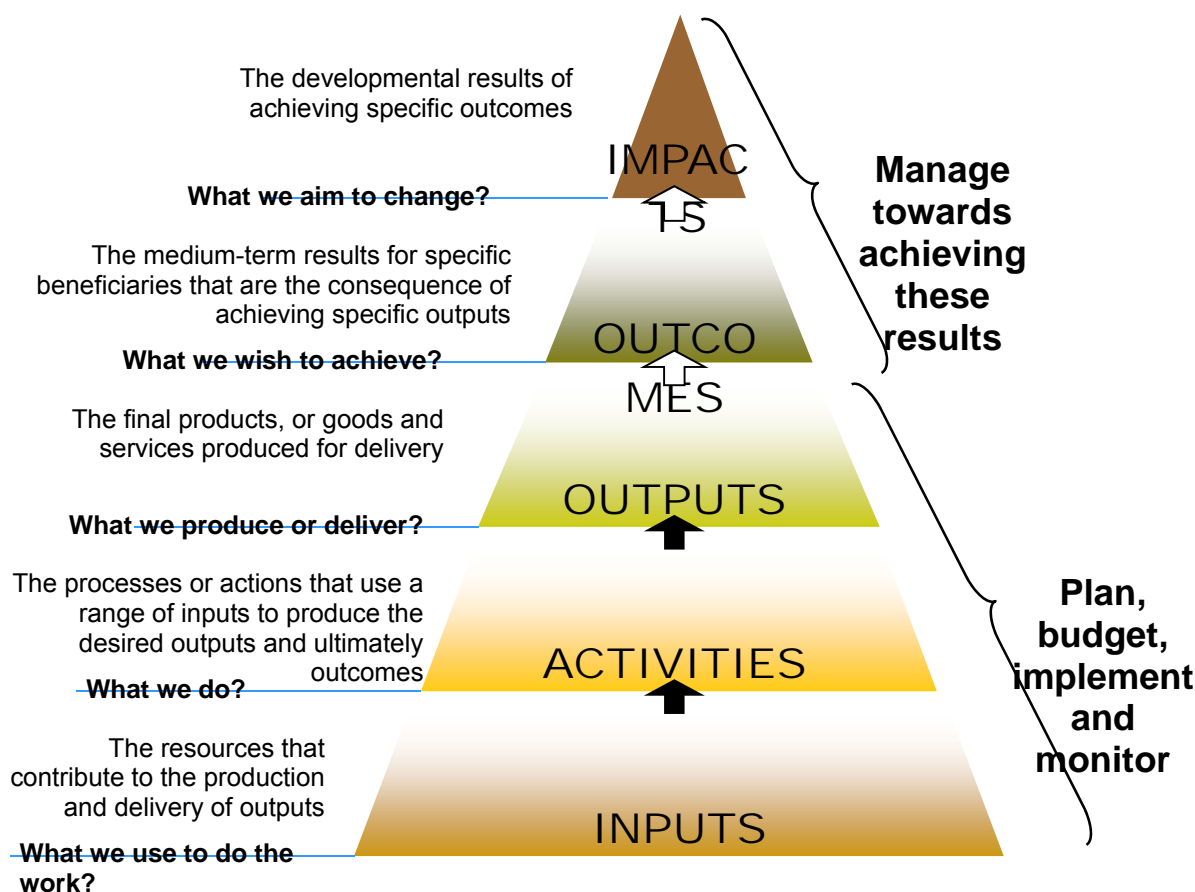 The developmental results of
achieving specific outcomes
IMPAC
TS
What we aim to change?
The medium-term results for specific
beneficiaries that are the consequence of
achieving specific outputs
OUTCO
MES
What we wish to achieve?
The final products, or goods and
services produced for delivery
OUTPUTS
What we produce or deliver?
The processes or actions that use a
range of inputs to produce the
desired outputs and ultimately
outcomes
ACTIVITIES
What we do?
The resources that
contribute to the production
and delivery of outputs
INPUTS
What we use to do the
work?
Manage
towards
achieving
these
results
Plan,
budget,
implement
and
monitor